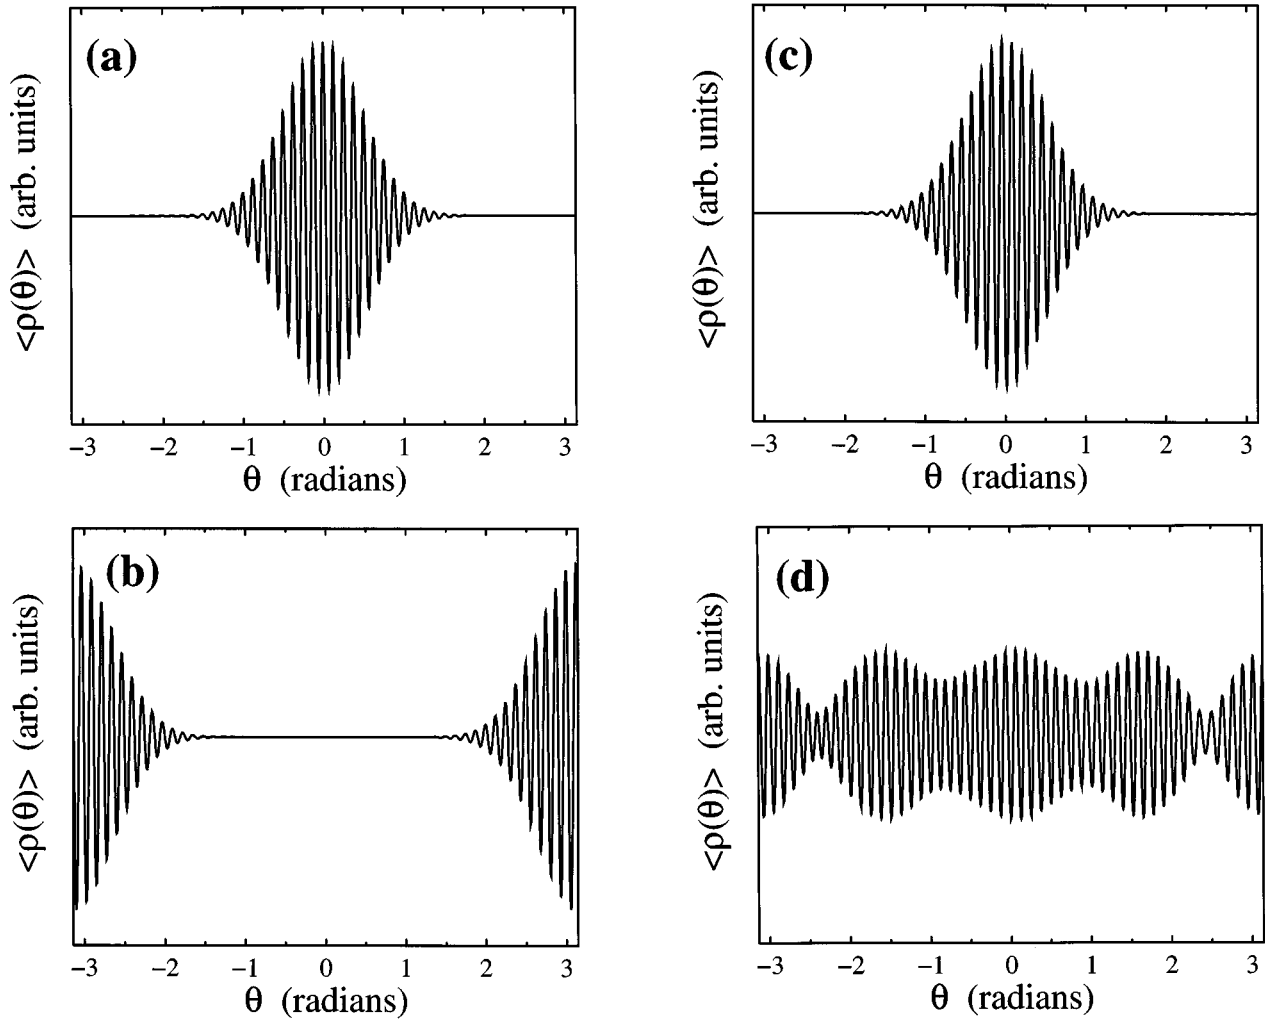 (a)
<ρ(θ)> (arb. units)
−3 −2 −1 0 1 2 3
θ (radians)
(c)
<ρ(θ)> (arb. units)
−3 −2 −1 0 1 2 3
θ (radians)
(b)
<ρ(θ)> (arb. units)
−3 −2 −1 0 1 2 3
θ (radians)
(d)
<ρ(θ)> (arb. units)
−3 −2 −1 0 1 2 3
θ (radians)